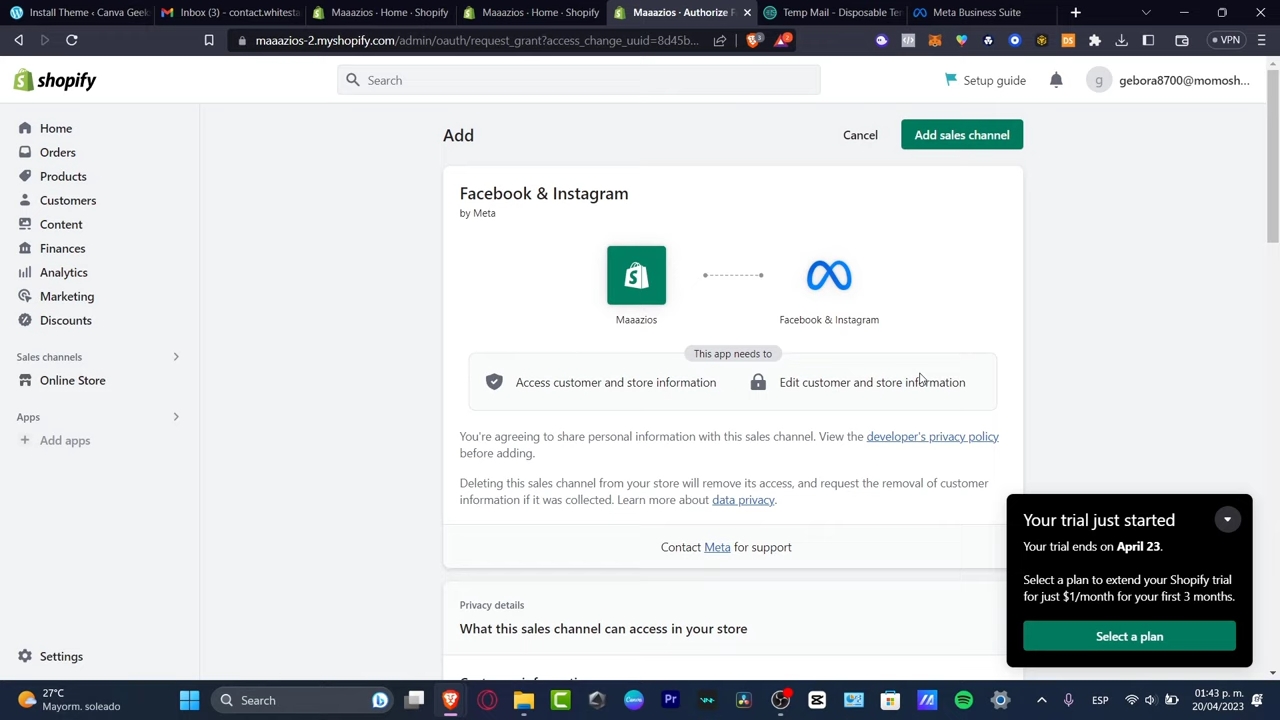 Install Theme - Canva Geek
Inbox (3) - contact.whitesta
Maaazios - Home · Shopify
Maaazios - Home · Shopify
Maaazios - Authorize F
Temp Mail - Disposable Te
Meta Business Suite
maaazios-2.myshopify.com/admin/oauth/request_grant?access_change_uuid=8d45b...
VPN
shopify
Search
Setup guide
g
gebora8700@momosh...
Home
Orders
Products
Customers
Content
Finances
Analytics
Marketing
Discounts
Sales channels
Online Store
Apps
Add apps
Settings
Add
Cancel
Add sales channel
Facebook & Instagram
by Meta
Maaazios
Facebook & Instagram
This app needs to
Access customer and store information
Edit customer and store information
You're agreeing to share personal information with this sales channel. View the developer's privacy policy
before adding.
Deleting this sales channel from your store will remove its access, and request the removal of customer
information if it was collected. Learn more about data privacy.
Contact Meta for support
Privacy details
What this sales channel can access in your store
Your trial just started
Your trial ends on April 23.
Select a plan to extend your Shopify trial
for just $1/month for your first 3 months.
Select a plan
27°C
Mayorm. soleado
Search
ESP
01:43 p. m.
20/04/2023